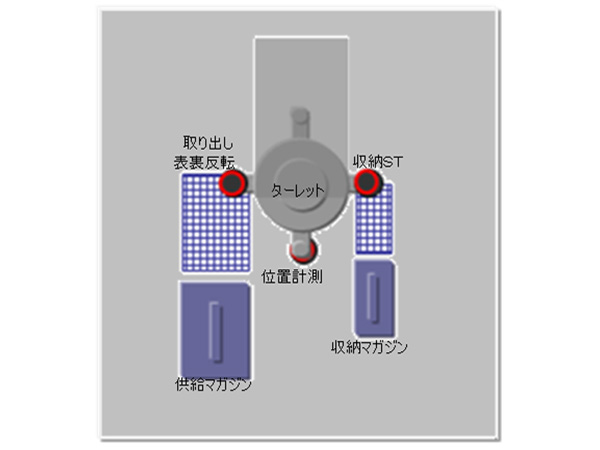 取り出し
表裏反転
収納ST
ターレット
位置計測
収納マガジン
供給マガジン